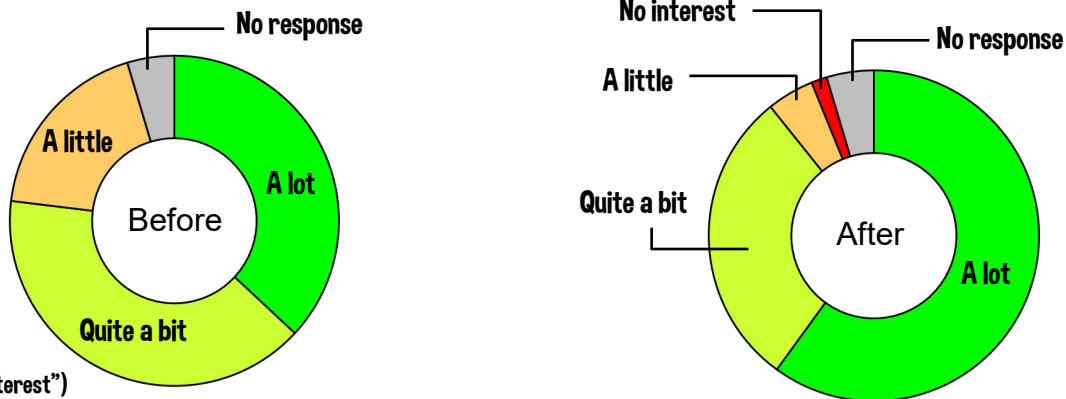 No response
A little
A lot
Before
Quite a bit
terest")
No interest
No response
A little
Quite a bit
After
A lot